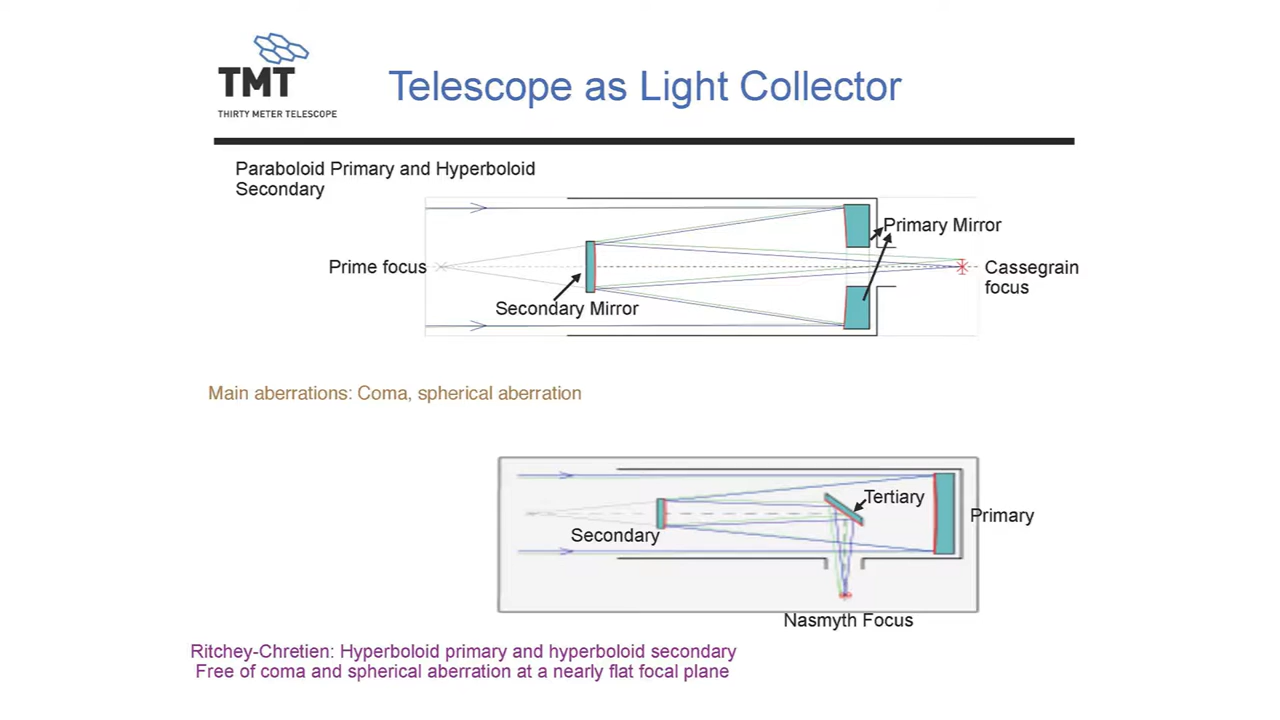 TMT
THIRTY METER TELESCOPE
Telescope as Light Collector
Paraboloid Primary and Hyperboloid
Secondary
Primary Mirror
Prime focus
Cassegrain
focus
Secondary Mirror
Main aberrations: Coma, spherical aberration
Tertiary
Primary
Secondary
Nasmyth Focus
Ritchey-Chretien: Hyperboloid primary and hyperboloid secondary
Free of coma and spherical aberration at a nearly flat focal plane